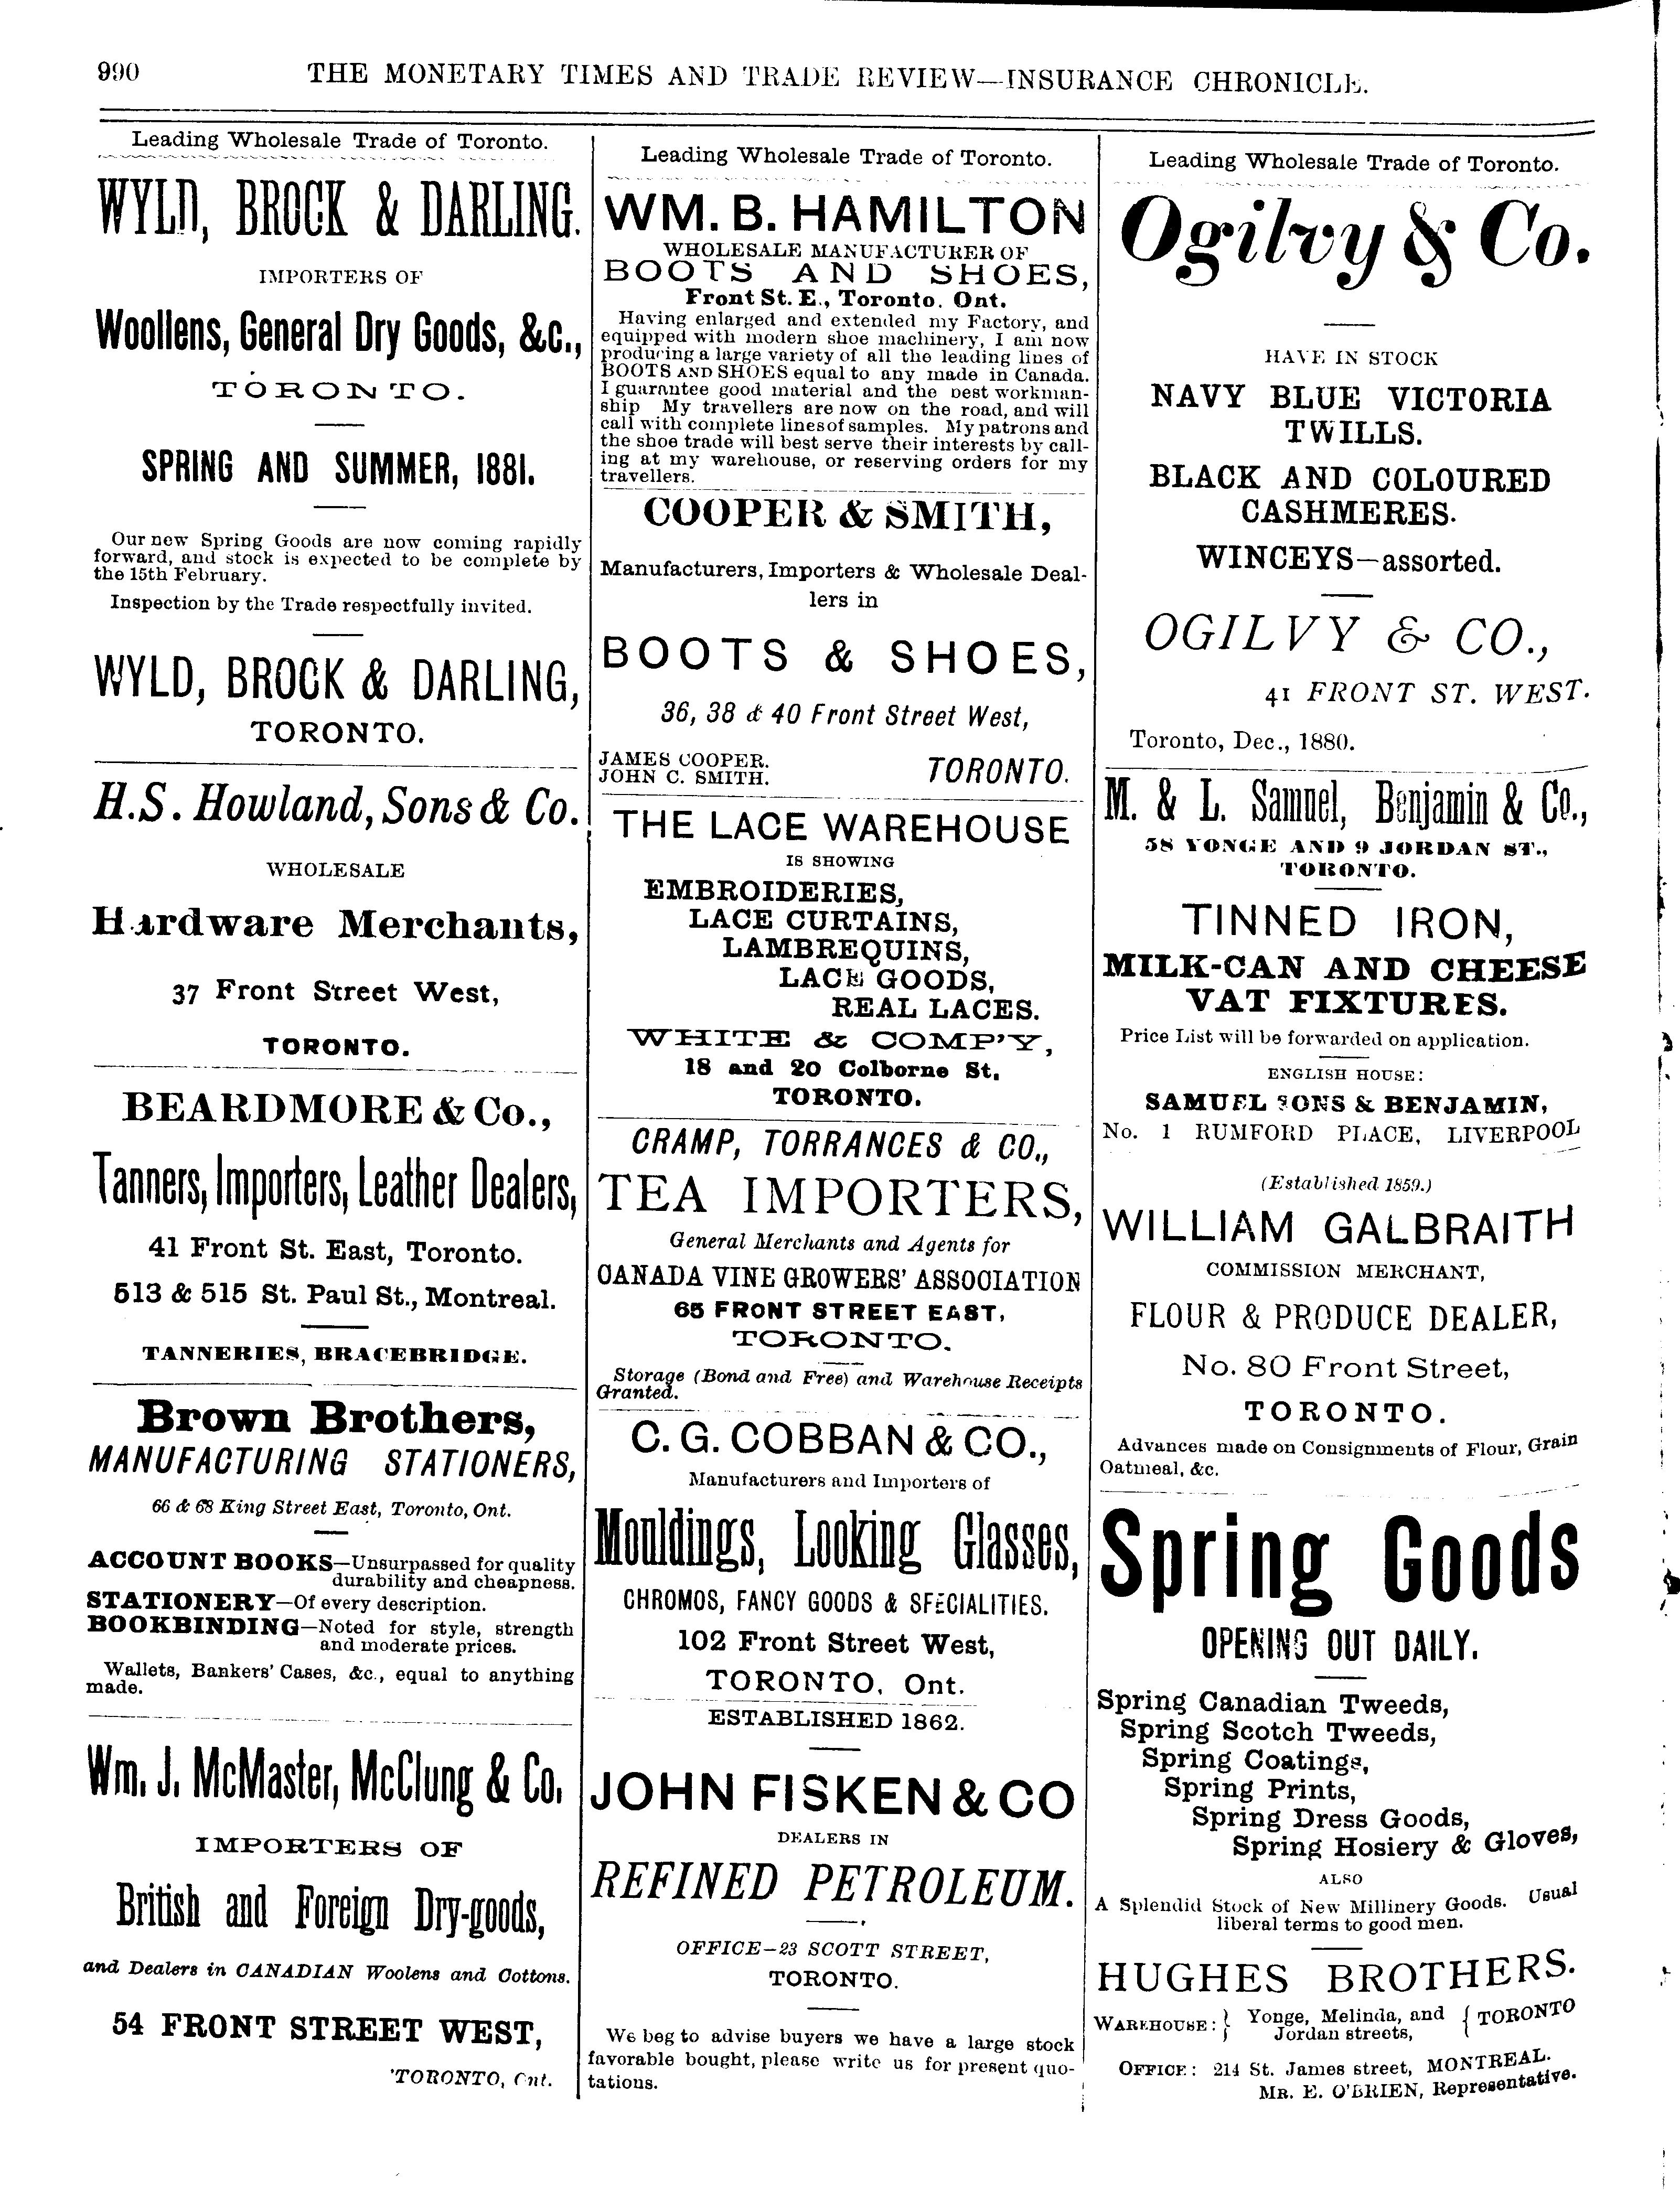 990 THE MONETARY TIMES AND TRADE REVIEW—INSURANCE CHRONICLE.
Leading Wholesale Trade of Toronto.
WYLD, BROCK & DARLING.
IMPORTERS OF
Woollens, General Dry Goods, &c.,
TORONTO.
SPRING AND SUMMER, 1881.
Our new Spring Goods are now coming rapidly
forward, and stock is expected to be complete by
the 15th February.
Inspection by the Trade respectfully invited.
WYLD, BROCK & DARLING,
TORONTO.
H.S. Howland, Sons & Co.
WHOLESALE
Hardware Merchants,
37 Front Street West,
TORONTO.
BEARDMORE & Co.,
Tanners, Importers, Leather Dealers,
41 Front St. East, Toronto.
513 & 515 St. Paul St., Montreal.
TANNERIES, BRACEBRIDGE.
Brown Brothers,
MANUFACTURING STATIONERS,
66 & 68 King Street East, Toronto, Ont.
ACCOUNT BOOKS—Unsurpassed for quality
durability and cheapness.
STATIONERY—Of every description.
BOOKBINDING—Noted for style, strength
and moderate prices.
Wallets, Bankers' Cases, &c., equal to anything
made.
Wm. J. McMaster, McClung & Co.
IMPORTERS OF
British and Foreign Dry-goods,
and Dealers in CANADIAN Woolens and Cottons.
54 FRONT STREET WEST,
TORONTO, Ont.
Leading Wholesale Trade of Toronto.
WM. B. HAMILTON
WHOLESALE MANUFACTURER OF
BOOTS AND SHOES,
Front St. E., Toronto. Ont.
Having enlarged and extended my Factory, and
equipped with modern shoe machinery, I am now
producing a large variety of all the leading lines of
BOOTS AND SHOES equal to any made in Canada.
I guarantee good material and the best workman-
ship My travellers are now on the road, and will
call with complete lines of samples. My patrons and
the shoe trade will best serve their interests by call-
ing at my warehouse, or reserving orders for my
travellers.
COOPER & SMITH,
Manufacturers, Importers & Wholesale Deal-
lers in
BOOTS & SHOES,
36, 38 & 40 Front Street West,
JAMES COOPER.
JOHN C. SMITH. TORONTO.
THE LACE WAREHOUSE
IS SHOWING
EMBROIDERIES,
LACE CURTAINS,
LAMBREQUINS,
LACE GOODS,
REAL LACES.
WHITE & COMP'Y,
18 and 20 Colborne St.
TORONTO.
CRAMP, TORRANCES & CO.,
TEA IMPORTERS,
General Merchants and Agents for
CANADA VINE GROWERS' ASSOCIATION
65 FRONT STREET EAST,
TORONTO.
Storage (Bond and Free) and Warehouse Receipts
Granted.
C. G. COBBAN & CO.,
Manufacturers and Importers of
Mouldings, Looking Glasses,
CHROMOS, FANCY GOODS & SPECIALITIES.
102 Front Street West,
TORONTO, Ont.
ESTABLISHED 1862.
JOHN FISKEN & CO
DEALERS IN
REFINED PETROLEUM.
OFFICE—23 SCOTT STREET,
TORONTO.
We beg to advise buyers we have a large stock
favorable bought, please write us for present quo-
tations.
Leading Wholesale Trade of Toronto.
Ogilvy & Co.
HAVE IN STOCK
NAVY BLUE VICTORIA
TWILLS.
BLACK AND COLOURED
CASHMERES.
WINCEYS—assorted.
OGILVY & CO.,
41 FRONT ST. WEST.
Toronto, Dec., 1880.
M. & L. Samuel, Benjamin & Co.,
58 YONGE AND 9 JORDAN ST.,
TORONTO.
TINNED IRON,
MILK-CAN AND CHEESE
VAT FIXTURES.
Price List will be forwarded on application.
ENGLISH HOUSE:
SAMUEL SONS & BENJAMIN,
No. 1 RUMFORD PLACE, LIVERPOOL
(Established 1859.)
WILLIAM GALBRAITH
COMMISSION MERCHANT,
FLOUR & PRODUCE DEALER,
No. 80 Front Street,
TORONTO.
Advances made on Consignments of Flour, Grain
Oatmeal, &c.
Spring Goods
OPENING OUT DAILY.
Spring Canadian Tweeds,
Spring Scotch Tweeds,
Spring Coatings,
Spring Prints,
Spring Dress Goods,
Spring Hosiery & Gloves,
ALSO
A Splendid Stock of New Millinery Goods. Usual
liberal terms to good men.
HUGHES BROTHERS.
WAREHOUSE: } Yonge, Melinda, and { TORONTO
Jordan streets,
OFFICE: 214 St. James street, MONTREAL.
MR. E. O'BRIEN, Representative.